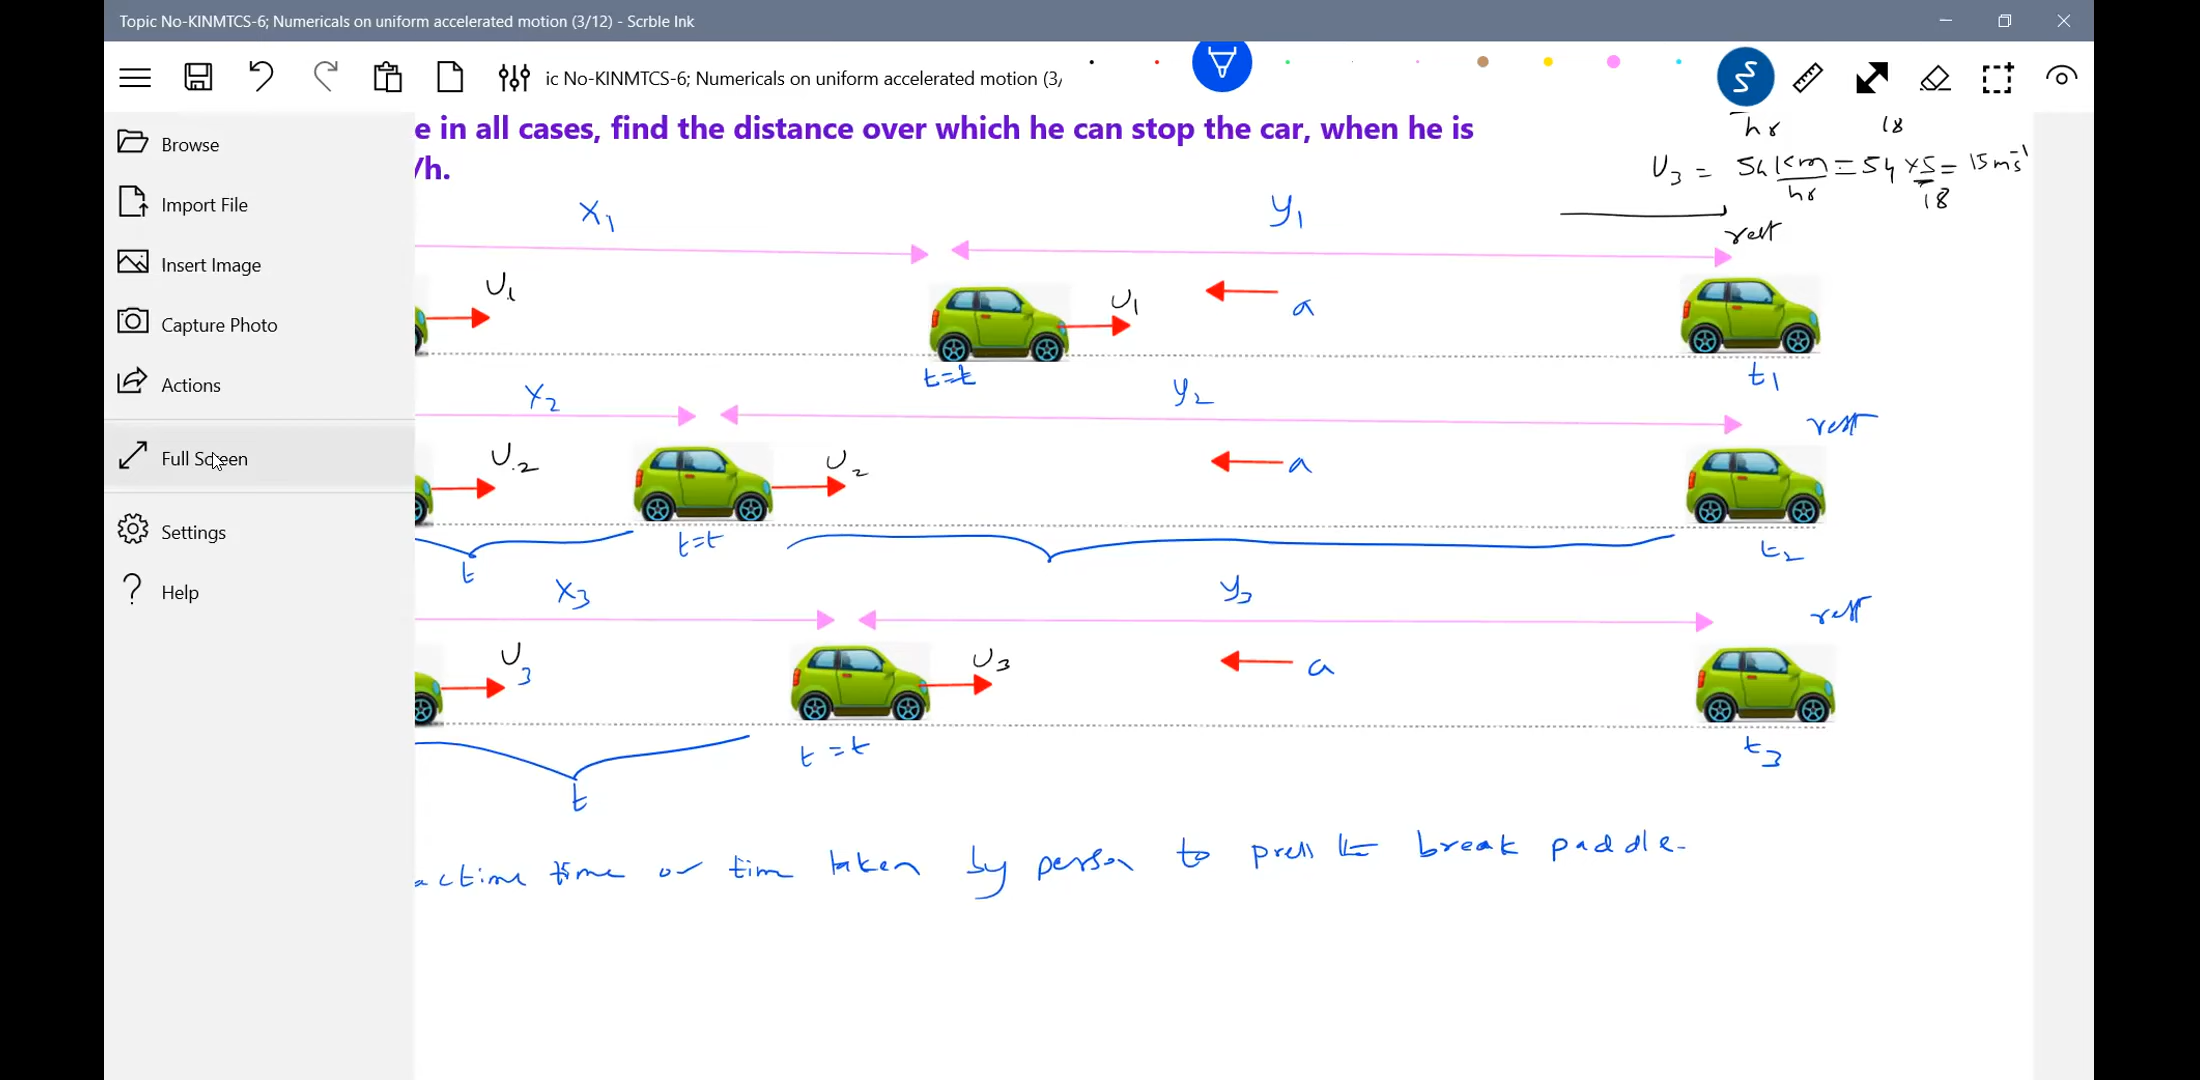 Topic No-KINMTCS-6; Numericals on uniform accelerated motion (3/12) - Scrble Ink
ic No-KINMTCS-6; Numericals on uniform accelerated motion (3/
Browse
Import File
Insert Image
Capture Photo
Actions
Full Screen
Settings
Help
e in all cases, find the distance over which he can stop the car, when he is
/h.
hr 18
U3 = 54 km/hr = 54 × 5/18 = 15 ms-1
x1 y1 rest
U1 U1 a
t=t t1
x2 y2 rest
U2 U2 a
t=t t2
t
x3 y3 rest
U3 U3 a
t=t t3
t
actime time or time taken by person to press the break paddle.